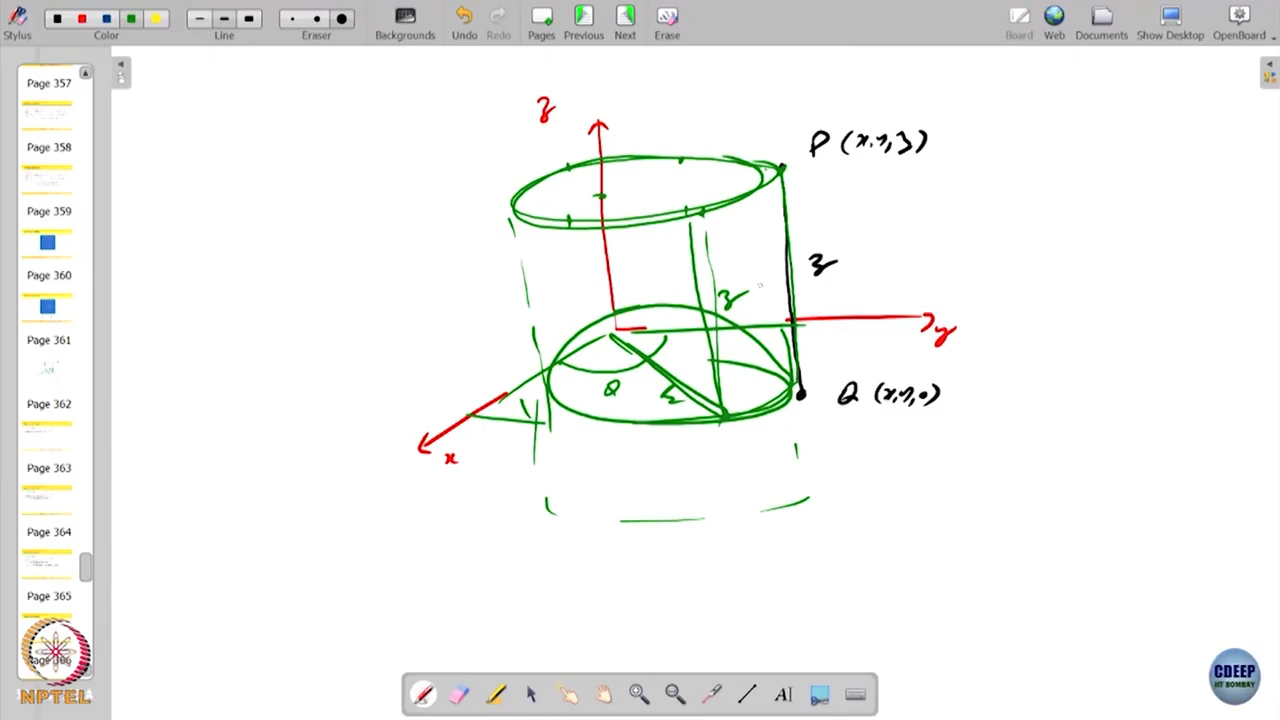 Stylus Color Line Eraser Backgrounds Undo Redo Pages Previous Next Erase Board Web Documents Show Desktop OpenBoard
Page 357
Page 358
Page 359
Page 360
Page 361
Page 362
Page 363
Page 364
Page 365
z
P (x,y,z)
z
z
y
Q (x,y,0)
x
NPTEL
CDEEP
IIT BOMBAY